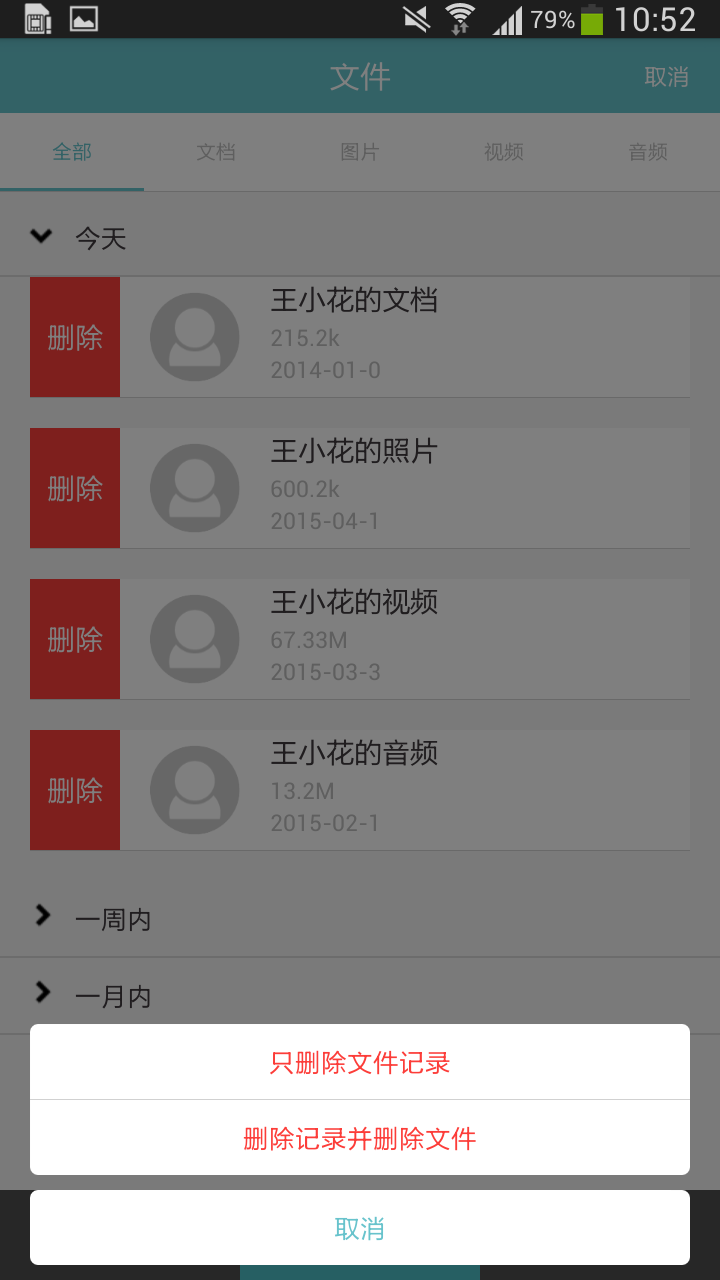 79% 10:52
文件 取消
全部 文档 图片 视频 音频
今天
删除
王小花的文档
215.2k
2014-01-0
删除
王小花的照片
600.2k
2015-04-1
删除
王小花的视频
67.33M
2015-03-3
删除
王小花的音频
13.2M
2015-02-1
一周内
一月内
只删除文件记录
删除记录并删除文件
取消